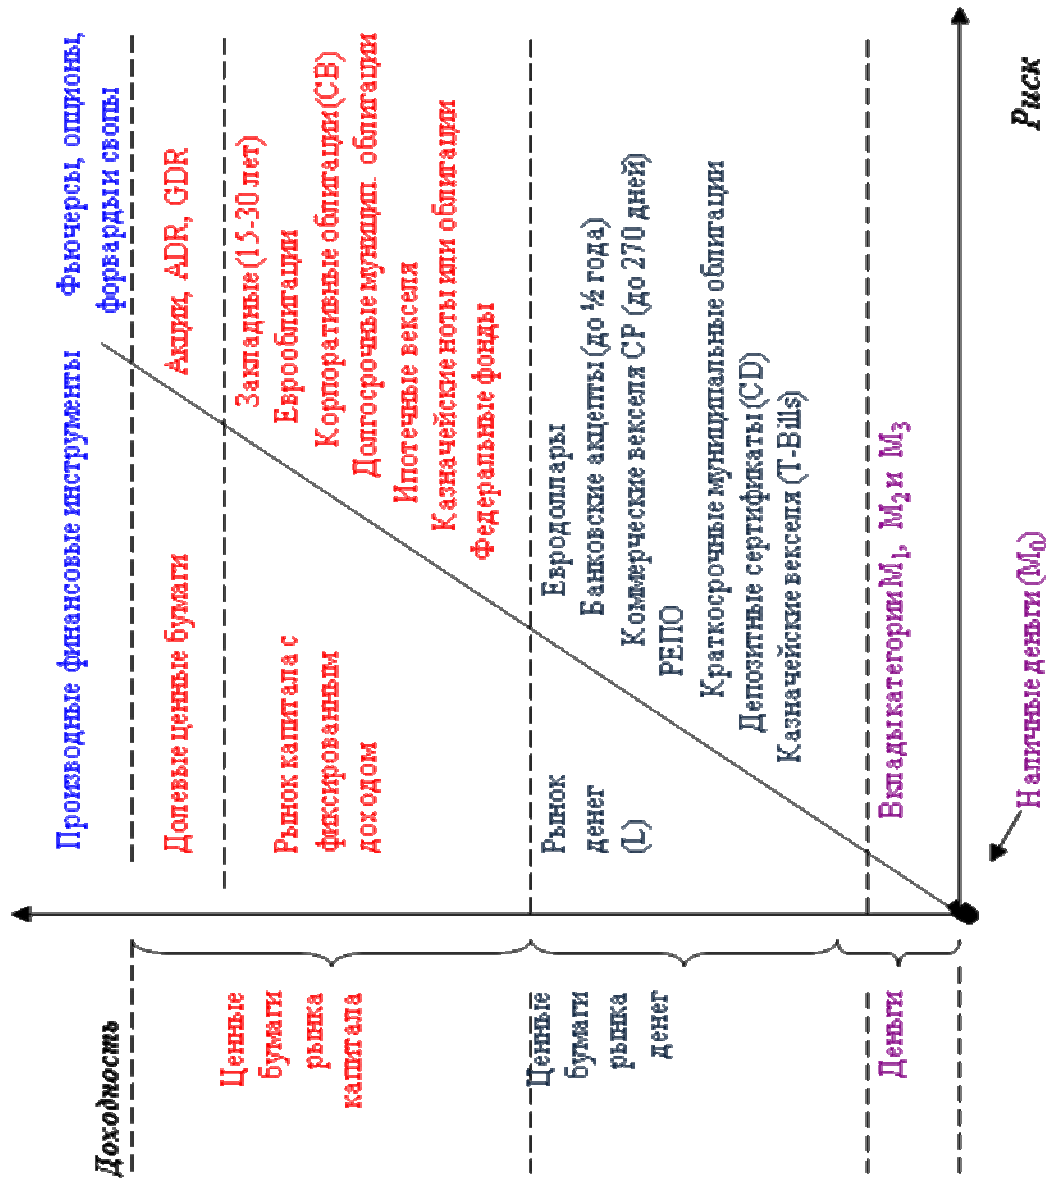 Доходность
Производные финансовые инструменты
Фьючерсы, опционы,
форварды и свопы
Долевые ценные бумаги
Акции, ADR, GDR
Ценные
бумаги
рынка
капитала
Рынок капитала с
фиксированным
доходом
Закладные (15-30 лет)
Еврооблигации
Корпоративные облигации (CB)
Долгосрочные муницип. облигации
Ипотечные векселя
Казначейские ноты или облигации
Федеральные фонды
Ценные
бумаги
рынка
денег
Рынок
денег
(L)
Евродоллары
Банковские акцепты (до ½ года)
Коммерческие векселя CP (до 270 дней)
РЕПО
Краткосрочные муниципальные облигации
Депозитные сертификаты (CD)
Казначейские векселя (T-Bills)
Деньги
Вклады категории M₁, M₂ и M₃
Наличные деньги (M₀)
Риск